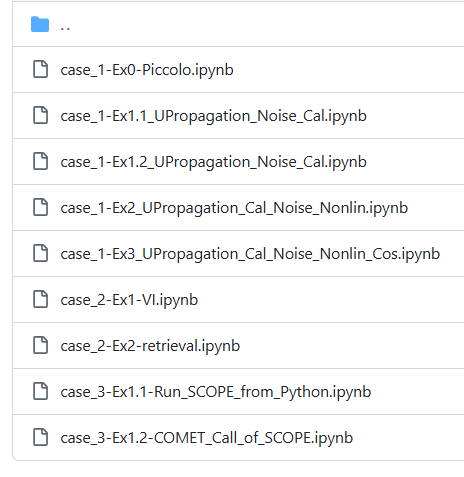 ..
case_1-Ex0-Piccolo.ipynb
case_1-Ex1.1_UPropagation_Noise_Cal.ipynb
case_1-Ex1.2_UPropagation_Noise_Cal.ipynb
case_1-Ex2_UPropagation_Cal_Noise_Nonlin.ipynb
case_1-Ex3_UPropagation_Cal_Noise_Nonlin_Cos.ipynb
case_2-Ex1-VI.ipynb
case_2-Ex2-retrieval.ipynb
case_3-Ex1.1-Run_SCOPE_from_Python.ipynb
case_3-Ex1.2-COMET_Call_of_SCOPE.ipynb